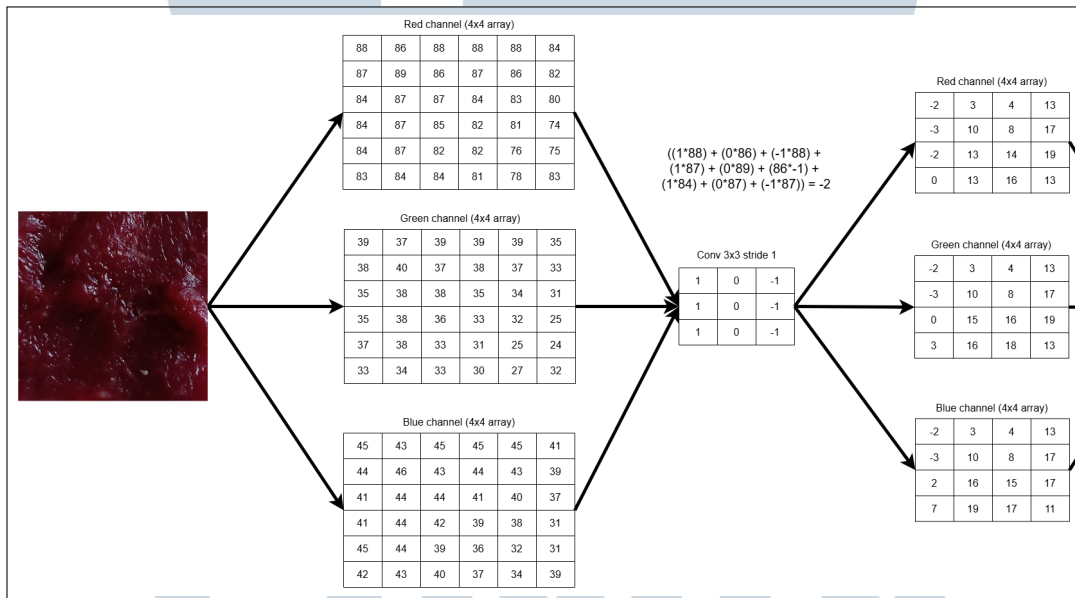 Red channel (4x4 array)
88 86 88 88 88 84
87 89 86 87 86 82
84 87 87 84 83 80
84 87 85 82 81 74
84 87 82 82 76 75
83 84 84 81 78 83
Green channel (4x4 array)
39 37 39 39 39 35
38 40 37 38 37 33
35 38 38 35 34 31
35 38 36 33 32 25
37 38 33 31 25 24
33 34 33 30 27 32
Blue channel (4x4 array)
45 43 45 45 45 41
44 46 43 44 43 39
41 44 44 41 40 37
41 44 42 39 38 31
45 44 39 36 32 31
42 43 40 37 34 39
((1*88) + (0*86) + (-1*88) +
(1*87) + (0*89) + (86*-1) +
(1*84) + (0*87) + (-1*87)) = -2
Conv 3x3 stride 1
1 0 -1
1 0 -1
1 0 -1
Red channel (4x4 array)
-2 3 4 13
-3 10 8 17
-2 13 14 19
0 13 16 13
Green channel (4x4 array)
-2 3 4 13
-3 10 8 17
0 15 16 19
3 16 18 13
Blue channel (4x4 array)
-2 3 4 13
-3 10 8 17
2 16 15 17
7 19 17 11